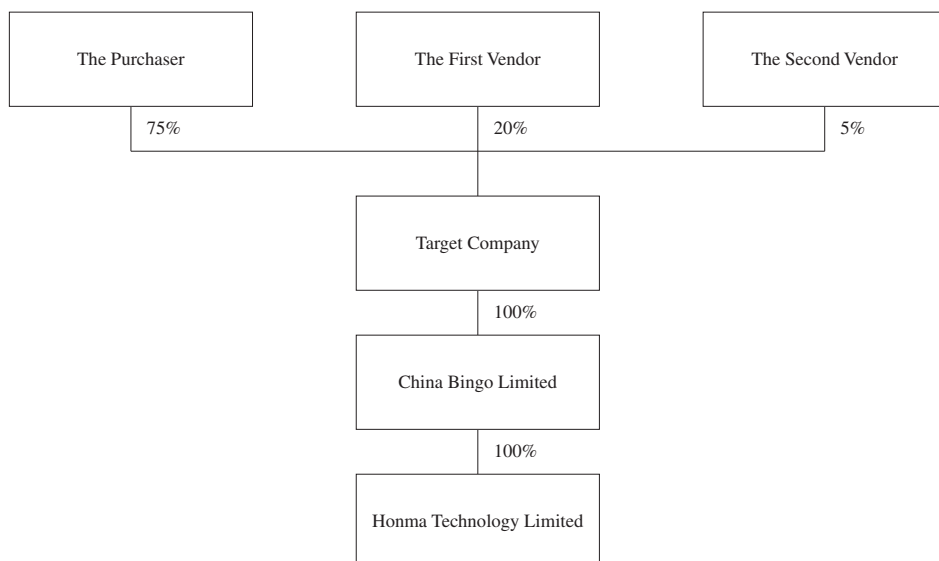 The Purchaser
The First Vendor
The Second Vendor
75%
20%
5%
Target Company
100%
China Bingo Limited
100%
Honma Technology Limited